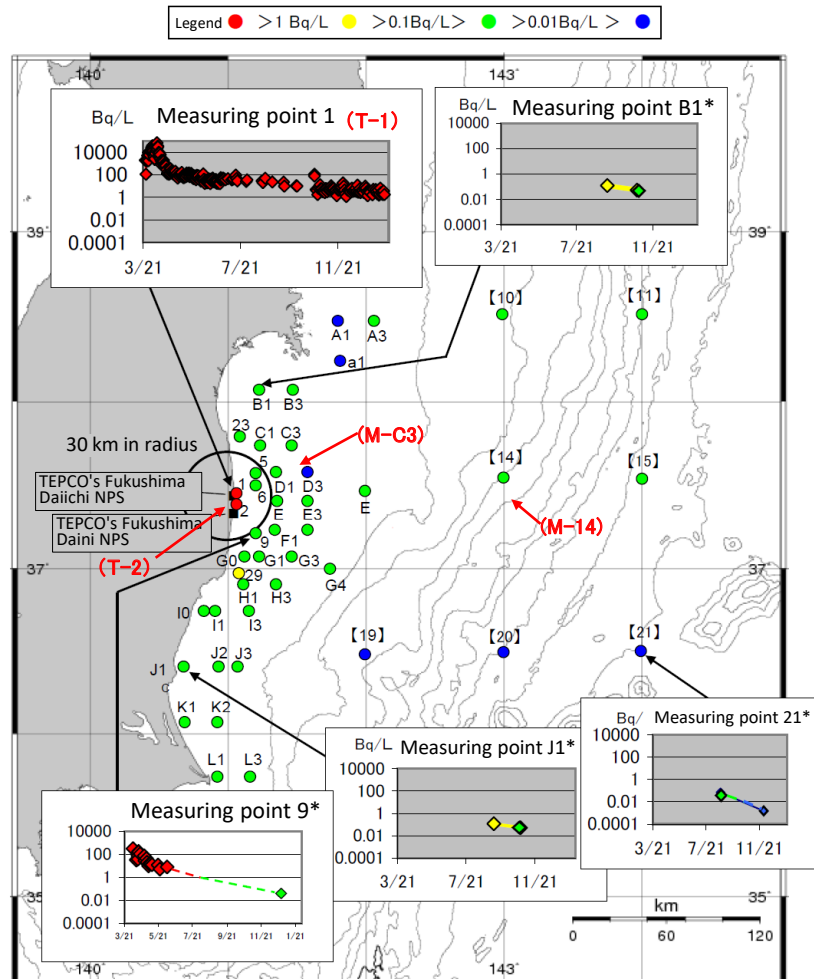 Legend ＞1 Bq/L ＞0.1Bq/L＞ ＞0.01Bq/L ＞
140 143
Bq/L Measuring point 1 (T-1)
10000
100
1
0.01
0.0001
3/21 7/21 11/21
Measuring point B1*
Bq/L
10000
100
1
0.01
0.0001
3/21 7/21 11/21
39 39
【10】 【11】
A1 A3
a1
B1 B3
23 C1 C3
30 km in radius
(M-C3)
5
【14】 【15】
TEPCO's Fukushima
Daiichi NPS
1 6 D1 D3
E E3 E
2
TEPCO's Fukushima
Daini NPS
(M-14)
9 F1
(T-2)
G0 G1 G3
37 37
29 G4
H1 H3
I0 I1 I3
【19】 【20】 【21】
J1 J2 J3
K1 K2
L1 L3
Measuring point J1*
Bq/L
10000
100
1
0.01
0.0001
3/21 7/21 11/21
Measuring point 21*
Bq/
10000
100
1
0.01
0.0001
3/21 7/21 11/21
Measuring point 9*
10000
100
1
0.01
0.0001
3/21 5/21 7/21 9/21 11/21 1/21
35
km
0 60 120
140 143